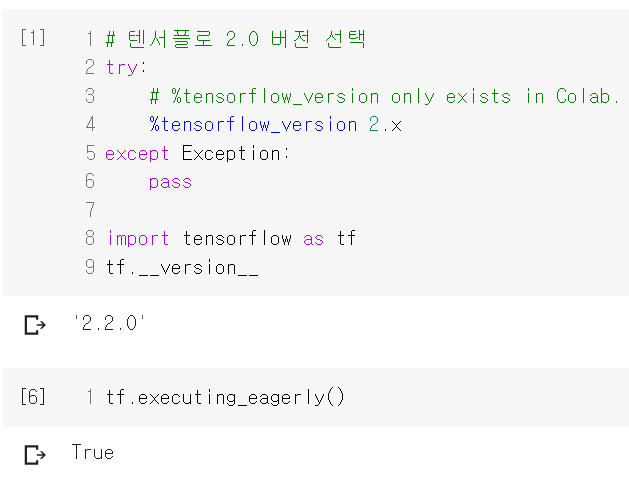 [1] 1 # 텐서플로 2.0 버전 선택
2 try:
3     # %tensorflow_version only exists in Colab.
4     %tensorflow_version 2.x
5 except Exception:
6     pass
7
8 import tensorflow as tf
9 tf.__version__
'2.2.0'
[6] 1 tf.executing_eagerly()
True